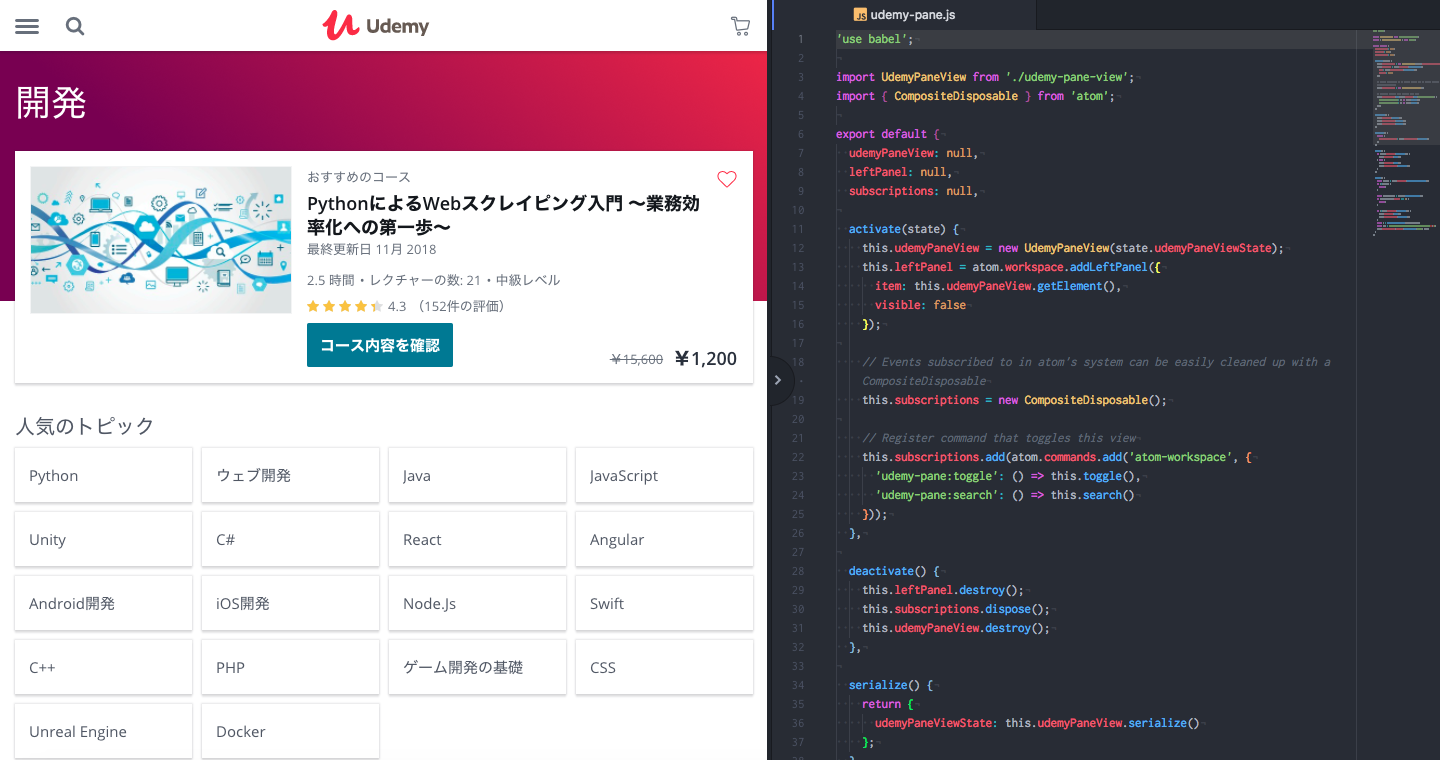 Udemy
開発
おすすめのコース
PythonによるWebスクレイピング入門 〜業務効
率化への第一歩〜
最終更新日 11月 2018
2.5 時間・レクチャーの数: 21・中級レベル
4.3 （152件の評価）
コース内容を確認
¥15,600 ¥1,200
人気のトピック
Python ウェブ開発 Java JavaScript
Unity C# React Angular
Android開発 iOS開発 Node.Js Swift
C++ PHP ゲーム開発の基礎 CSS
Unreal Engine Docker
JS udemy-pane.js
1 'use babel';
2
3 import UdemyPaneView from './udemy-pane-view';
4 import { CompositeDisposable } from 'atom';
5
6 export default {
7 udemyPaneView: null,
8 leftPanel: null,
9 subscriptions: null,
10
11 activate(state) {
12 this.udemyPaneView = new UdemyPaneView(state.udemyPaneViewState);
13 this.leftPanel = atom.workspace.addLeftPanel({
14 item: this.udemyPaneView.getElement(),
15 visible: false
16 });
17
18 // Events subscribed to in atom's system can be easily cleaned up with a
CompositeDisposable
19 this.subscriptions = new CompositeDisposable();
20
21 // Register command that toggles this view
22 this.subscriptions.add(atom.commands.add('atom-workspace', {
23 'udemy-pane:toggle': () => this.toggle(),
24 'udemy-pane:search': () => this.search()
25 }));
26 },
27
28 deactivate() {
29 this.leftPanel.destroy();
30 this.subscriptions.dispose();
31 this.udemyPaneView.destroy();
32 },
33
34 serialize() {
35 return {
36 udemyPaneViewState: this.udemyPaneView.serialize()
37 };